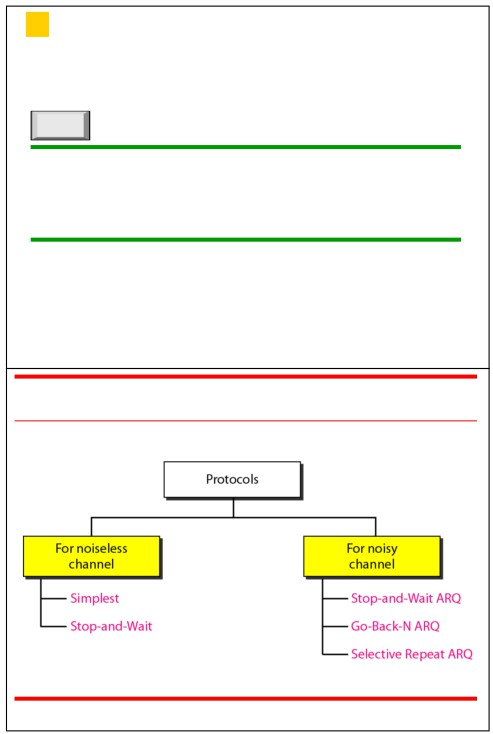 Protocols
For noiseless
channel
For noisy
channel
Simplest
Stop-and-Wait
Stop-and-Wait ARQ
Go-Back-N ARQ
Selective Repeat ARQ